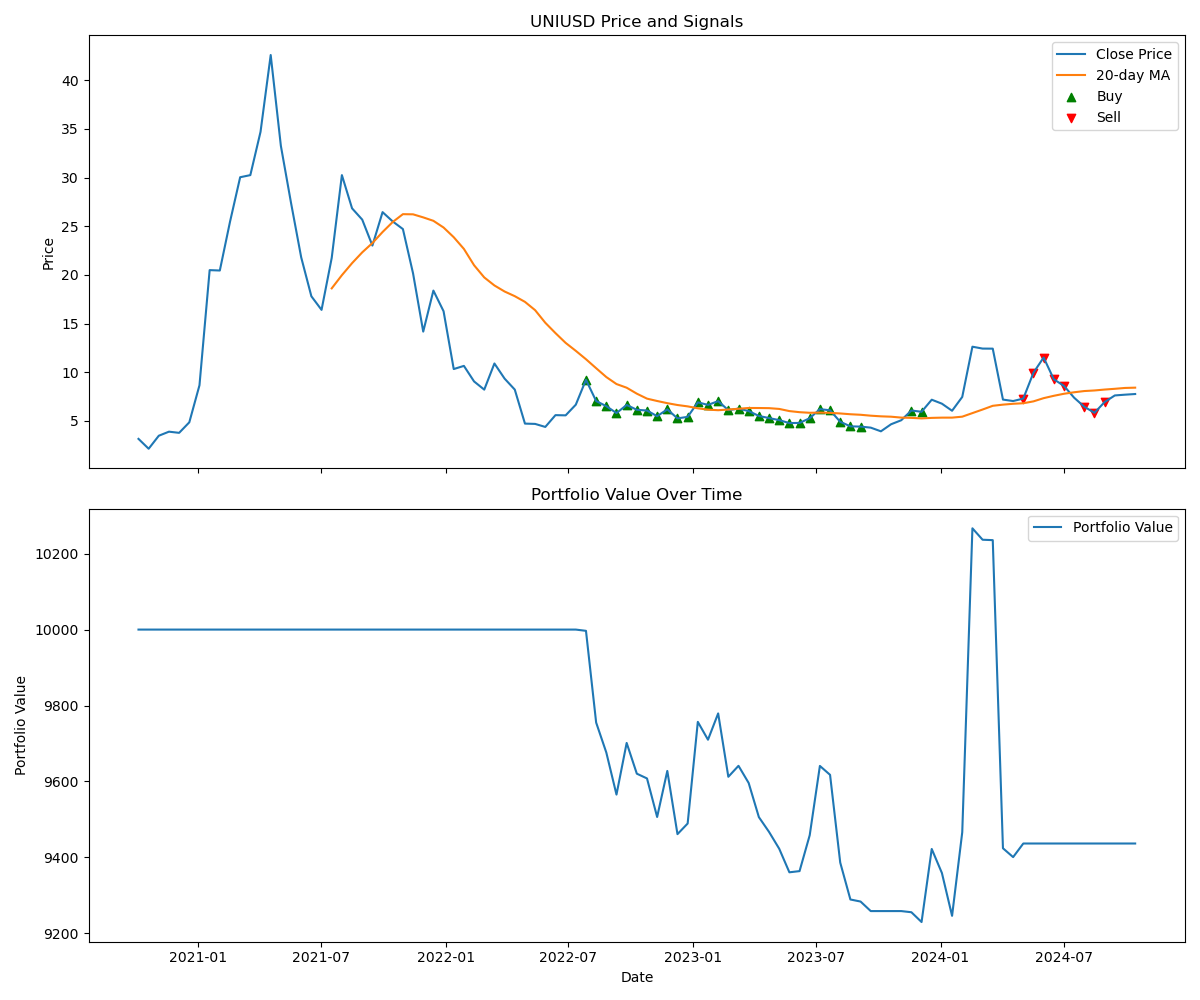 UNIUSD Price and Signals
Close Price
20-day MA
Buy
Sell
40
35
30
25
20
15
10
5
Price
Portfolio Value Over Time
Portfolio Value
10200
10000
9800
9600
9400
9200
Portfolio Value
2021-01 2021-07 2022-01 2022-07 2023-01 2023-07 2024-01 2024-07
Date